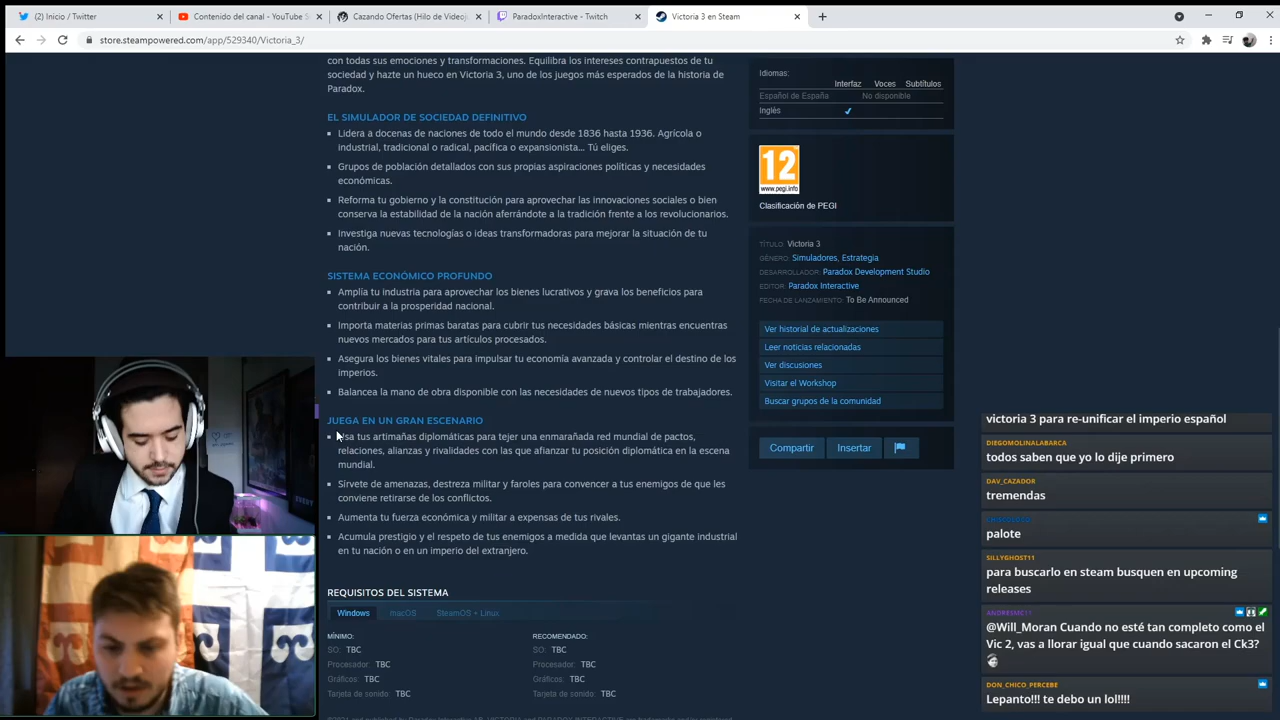 (2) Inicio / Twitter
Contenido del canal - YouTube S
Cazando Ofertas (Hilo de Videoj
ParadoxInteractive - Twitch
Victoria 3 en Steam
store.steampowered.com/app/529340/Victoria_3/
con todas sus emociones y transformaciones. Equilibra los intereses contrapuestos de tu
sociedad y hazte un hueco en Victoria 3, uno de los juegos más esperados de la historia de
Paradox.
EL SIMULADOR DE SOCIEDAD DEFINITIVO
Lidera a docenas de naciones de todo el mundo desde 1836 hasta 1936. Agrícola o
industrial, tradicional o radical, pacífica o expansionista... Tú eliges.
Grupos de población detallados con sus propias aspiraciones políticas y necesidades
económicas.
Reforma tu gobierno y la constitución para aprovechar las innovaciones sociales o bien
conserva la estabilidad de la nación aferrándote a la tradición frente a los revolucionarios.
Investiga nuevas tecnologías o ideas transformadoras para mejorar la situación de tu
nación.
SISTEMA ECONÓMICO PROFUNDO
Amplía tu industria para aprovechar los bienes lucrativos y grava los beneficios para
contribuir a la prosperidad nacional.
Importa materias primas baratas para cubrir tus necesidades básicas mientras encuentras
nuevos mercados para tus artículos procesados.
Asegura los bienes vitales para impulsar tu economía avanzada y controlar el destino de los
imperios.
Balancea la mano de obra disponible con las necesidades de nuevos tipos de trabajadores.
JUEGA EN UN GRAN ESCENARIO
Usa tus artimañas diplomáticas para tejer una enmarañada red mundial de pactos,
relaciones, alianzas y rivalidades con las que afianzar tu posición diplomática en la escena
mundial.
Sírvete de amenazas, destreza militar y faroles para convencer a tus enemigos de que les
conviene retirarse de los conflictos.
Aumenta tu fuerza económica y militar a expensas de tus rivales.
Acumula prestigio y el respeto de tus enemigos a medida que levantas un gigante industrial
en tu nación o en un imperio del extranjero.
REQUISITOS DEL SISTEMA
Windows macOS SteamOS + Linux
MÍNIMO:
SO: TBC
Procesador: TBC
Gráficos: TBC
Tarjeta de sonido: TBC
RECOMENDADO:
SO: TBC
Procesador: TBC
Gráficos: TBC
Tarjeta de sonido: TBC
Idiomas:
Interfaz Voces Subtítulos
Español de España No disponible
Inglés ✔
12
www.pegi.info
Clasificación de PEGI
TÍTULO: Victoria 3
GÉNERO: Simuladores, Estrategia
DESARROLLADOR: Paradox Development Studio
EDITOR: Paradox Interactive
FECHA DE LANZAMIENTO: To Be Announced
Ver historial de actualizaciones
Leer noticias relacionadas
Ver discusiones
Visitar el Workshop
Buscar grupos de la comunidad
Compartir Insertar
victoria 3 para re-unificar el imperio español
DIEGOMOLINALABARCA
todos saben que yo lo dije primero
DAV_CAZADOR
tremendas
palote
SILLYGHOST11
para buscarlo en steam busquen en upcoming
releases
ANDRESMC11
@Will_Moran Cuando no esté tan completo como el
Vic 2, vas a llorar igual que cuando sacaron el Ck3?
DON_CHICO_PERCEBE
Lepanto!!! te debo un lol!!!!